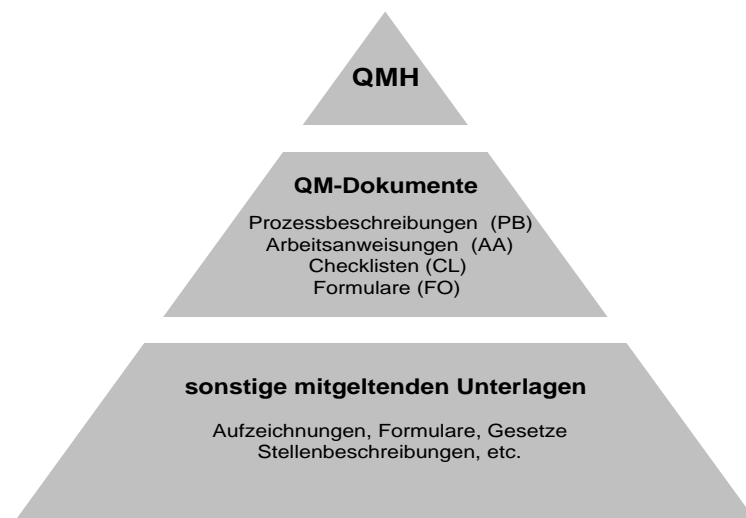 QMH
QM-Dokumente
Prozessbeschreibungen (PB)
Arbeitsanweisungen (AA)
Checklisten (CL)
Formulare (FO)
sonstige mitgeltenden Unterlagen
Aufzeichnungen, Formulare, Gesetze
Stellenbeschreibungen, etc.